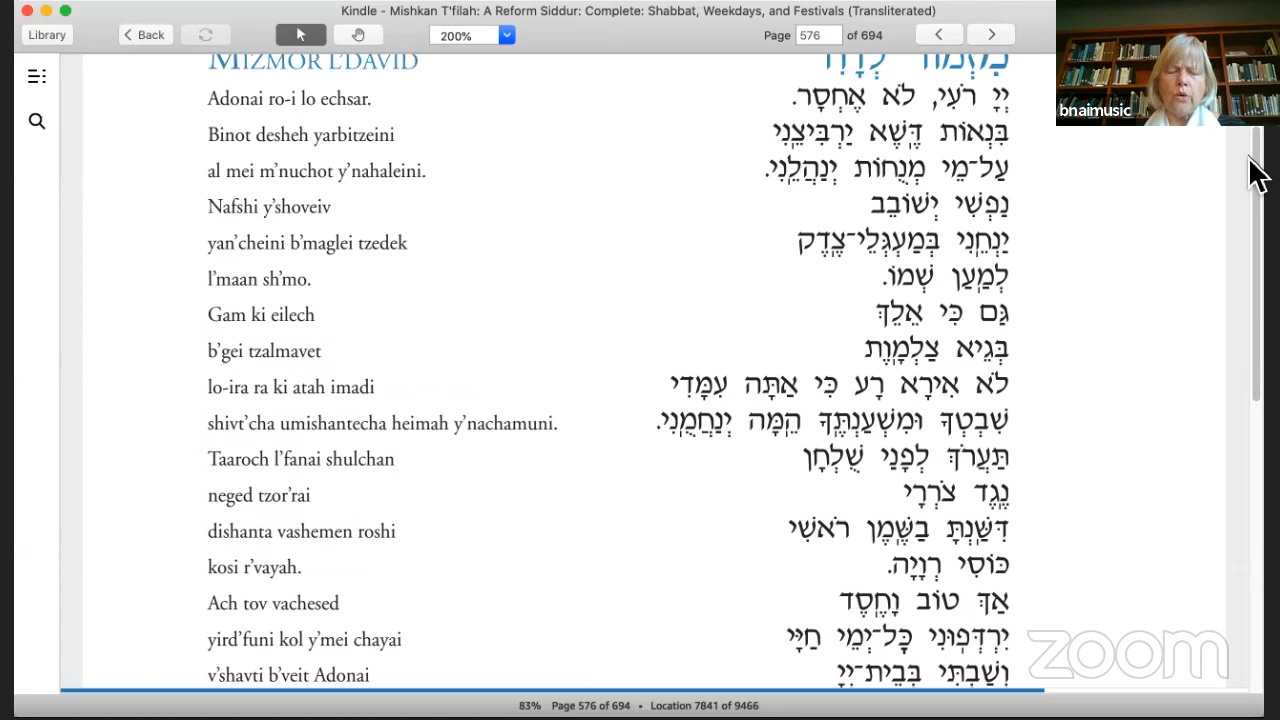 Kindle - Mishkan T'filah: A Reform Siddur: Complete: Shabbat, Weekdays, and Festivals (Transliterated)
Library
Back
200%
Page 576 of 694
bnaimusic
MIZMOR L'DAVID
מִזְמוֹר לְדָוִד
Adonai ro-i lo echsar.
יְיָ רֹעִי, לֹא אֶחְסָר.
Binot desheh yarbitzeini
בִּנְאוֹת דֶּֽשֶׁא יַרְבִּיצֵֽנִי
al mei m'nuchot y'nahaleini.
עַל־מֵי מְנֻחוֹת יְנַהֲלֵֽנִי.
Nafshi y'shoveiv
נַפְשִׁי יְשׁוֹבֵב
yan'cheini b'maglei tzedek
יַנְחֵֽנִי בְּמַעְגְּלֵי־צֶֽדֶק
l'maan sh'mo.
לְמַֽעַן שְׁמוֹ.
Gam ki eilech
גַּם כִּי אֵלֵךְ
b'gei tzalmavet
בְּגֵיא צַלְמָֽוֶת
lo-ira ra ki atah imadi
לֹא אִירָא רָע כִּי אַתָּה עִמָּדִי
shivt'cha umishantecha heimah y'nachamuni.
שִׁבְטְךָ וּמִשְׁעַנְתֶּֽךָ הֵֽמָּה יְנַחֲמֻֽנִי.
Taaroch l'fanai shulchan
תַּעֲרֹךְ לְפָנַי שֻׁלְחָן
neged tzor'rai
נֶֽגֶד צֹרְרָי
dishanta vashemen roshi
דִּשַּֽׁנְתָּ בַשֶּֽׁמֶן רֹאשִׁי
kosi r'vayah.
כּוֹסִי רְוָיָה.
Ach tov vachesed
אַךְ טוֹב וָחֶֽסֶד
yird'funi kol y'mei chayai
יִרְדְּפֽוּנִי כׇּל־יְמֵי חַיָּי
v'shavti b'veit Adonai
וְשַׁבְתִּי בְּבֵית־יְיָ
zoom
83% Page 576 of 694 • Location 7841 of 9466